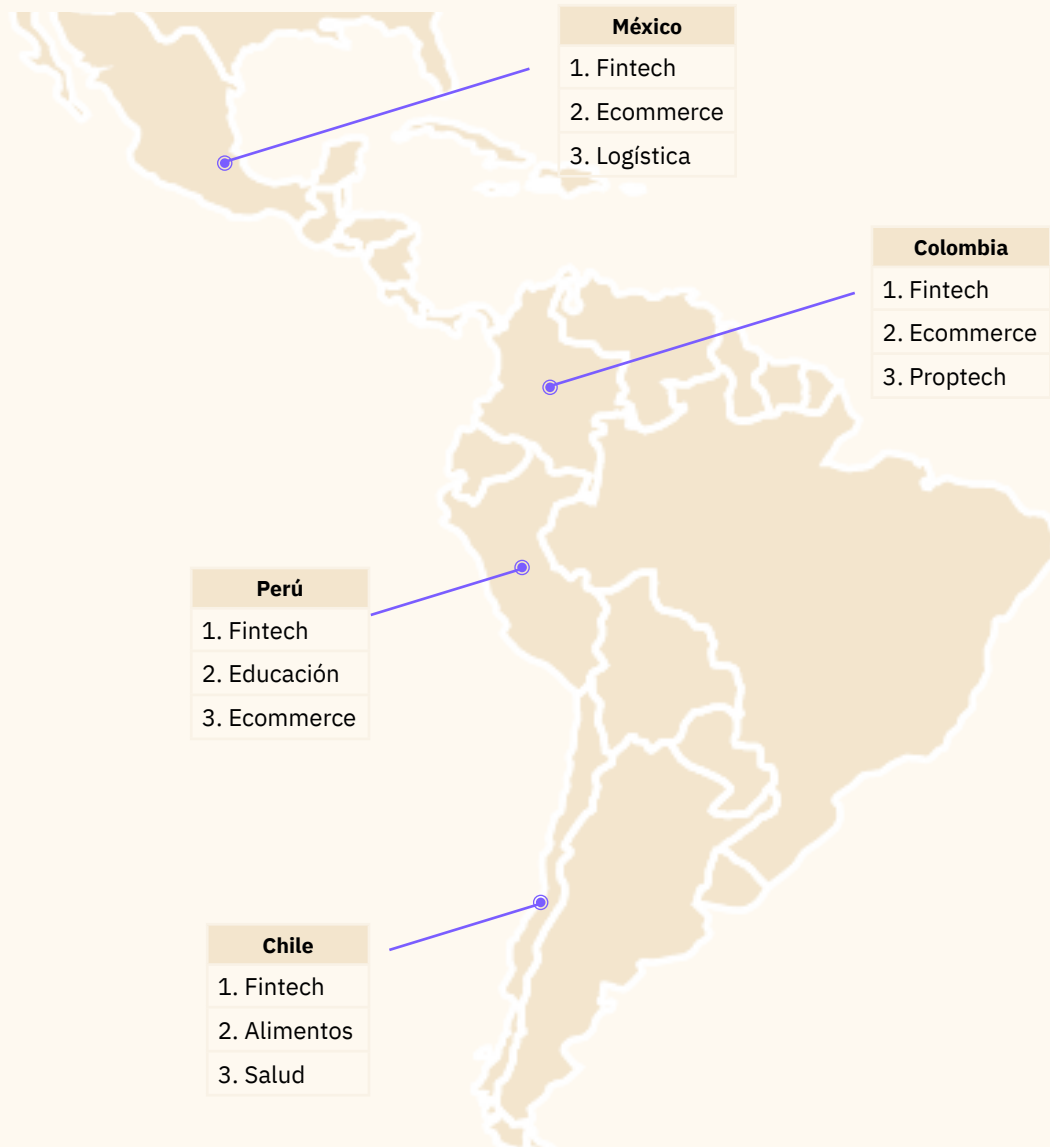 México
1. Fintech
2. Ecommerce
3. Logística
Colombia
1. Fintech
2. Ecommerce
3. Proptech
Perú
1. Fintech
2. Educación
3. Ecommerce
Chile
1. Fintech
2. Alimentos
3. Salud